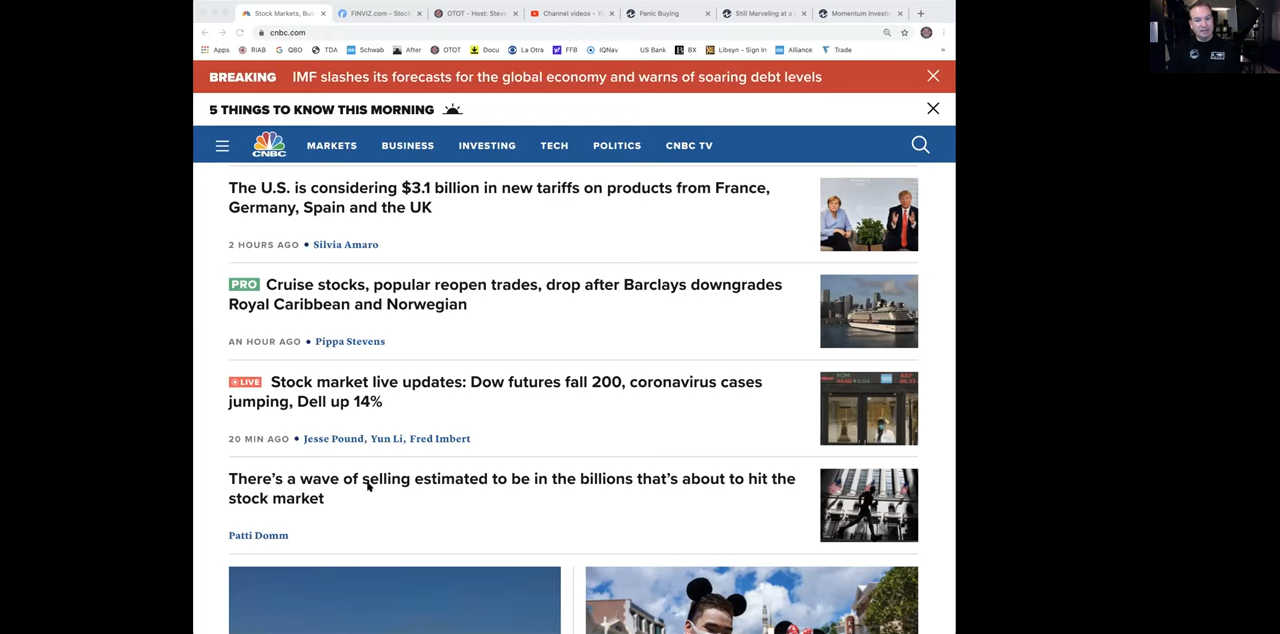 Stock Markets, Bus
FINVIZ.com - Stock
OTOT - Host: Steve
Channel videos - Y
Panic Buying
Still Marveling at a
Momentum Investi
cnbc.com
Apps RIAB QBO TDA Schwab After OTOT Docu La Otra FFB IQNav US Bank BX Libsyn - Sign In Alliance Trade »
BREAKING IMF slashes its forecasts for the global economy and warns of soaring debt levels
5 THINGS TO KNOW THIS MORNING
CNBC MARKETS BUSINESS INVESTING TECH POLITICS CNBC TV
The U.S. is considering $3.1 billion in new tariffs on products from France,
Germany, Spain and the UK
2 HOURS AGO • Silvia Amaro
PRO Cruise stocks, popular reopen trades, drop after Barclays downgrades
Royal Caribbean and Norwegian
AN HOUR AGO • Pippa Stevens
LIVE Stock market live updates: Dow futures fall 200, coronavirus cases
jumping, Dell up 14%
20 MIN AGO • Jesse Pound, Yun Li, Fred Imbert
There's a wave of selling estimated to be in the billions that's about to hit the
stock market
Patti Domm